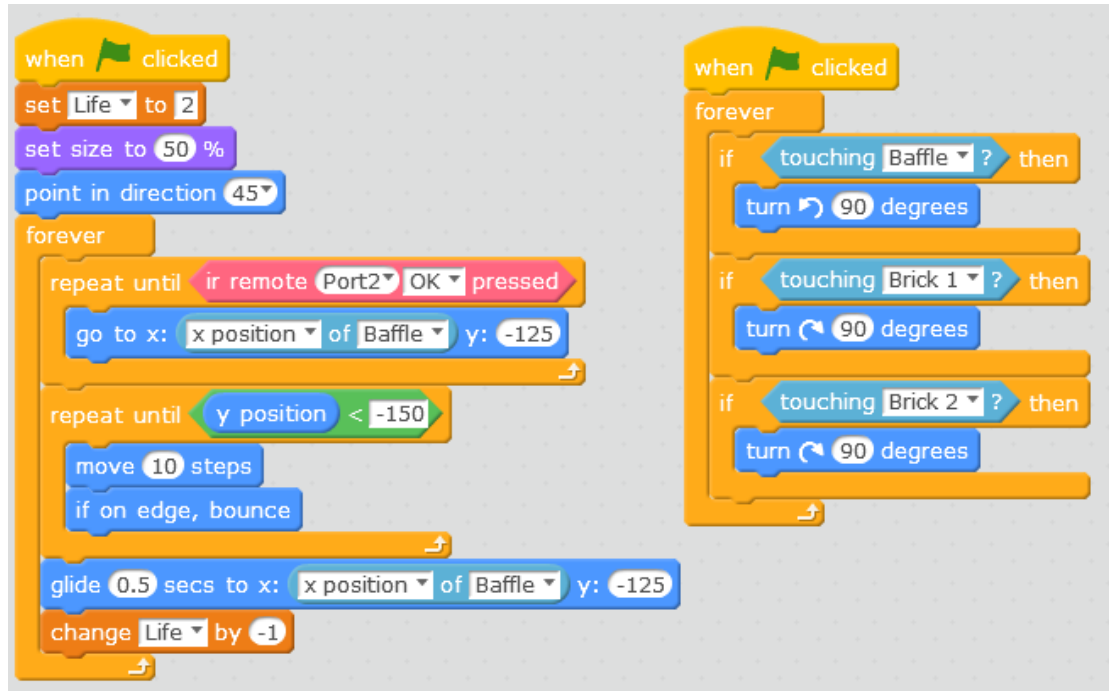 when clicked
set Life to 2
set size to 50 %
point in direction 45
forever
repeat until ir remote Port2 OK pressed
go to x: x position of Baffle y: -125
repeat until y position < -150
move 10 steps
if on edge, bounce
glide 0.5 secs to x: x position of Baffle y: -125
change Life by -1
when clicked
forever
if touching Baffle ? then
turn 90 degrees
if touching Brick 1 ? then
turn 90 degrees
if touching Brick 2 ? then
turn 90 degrees